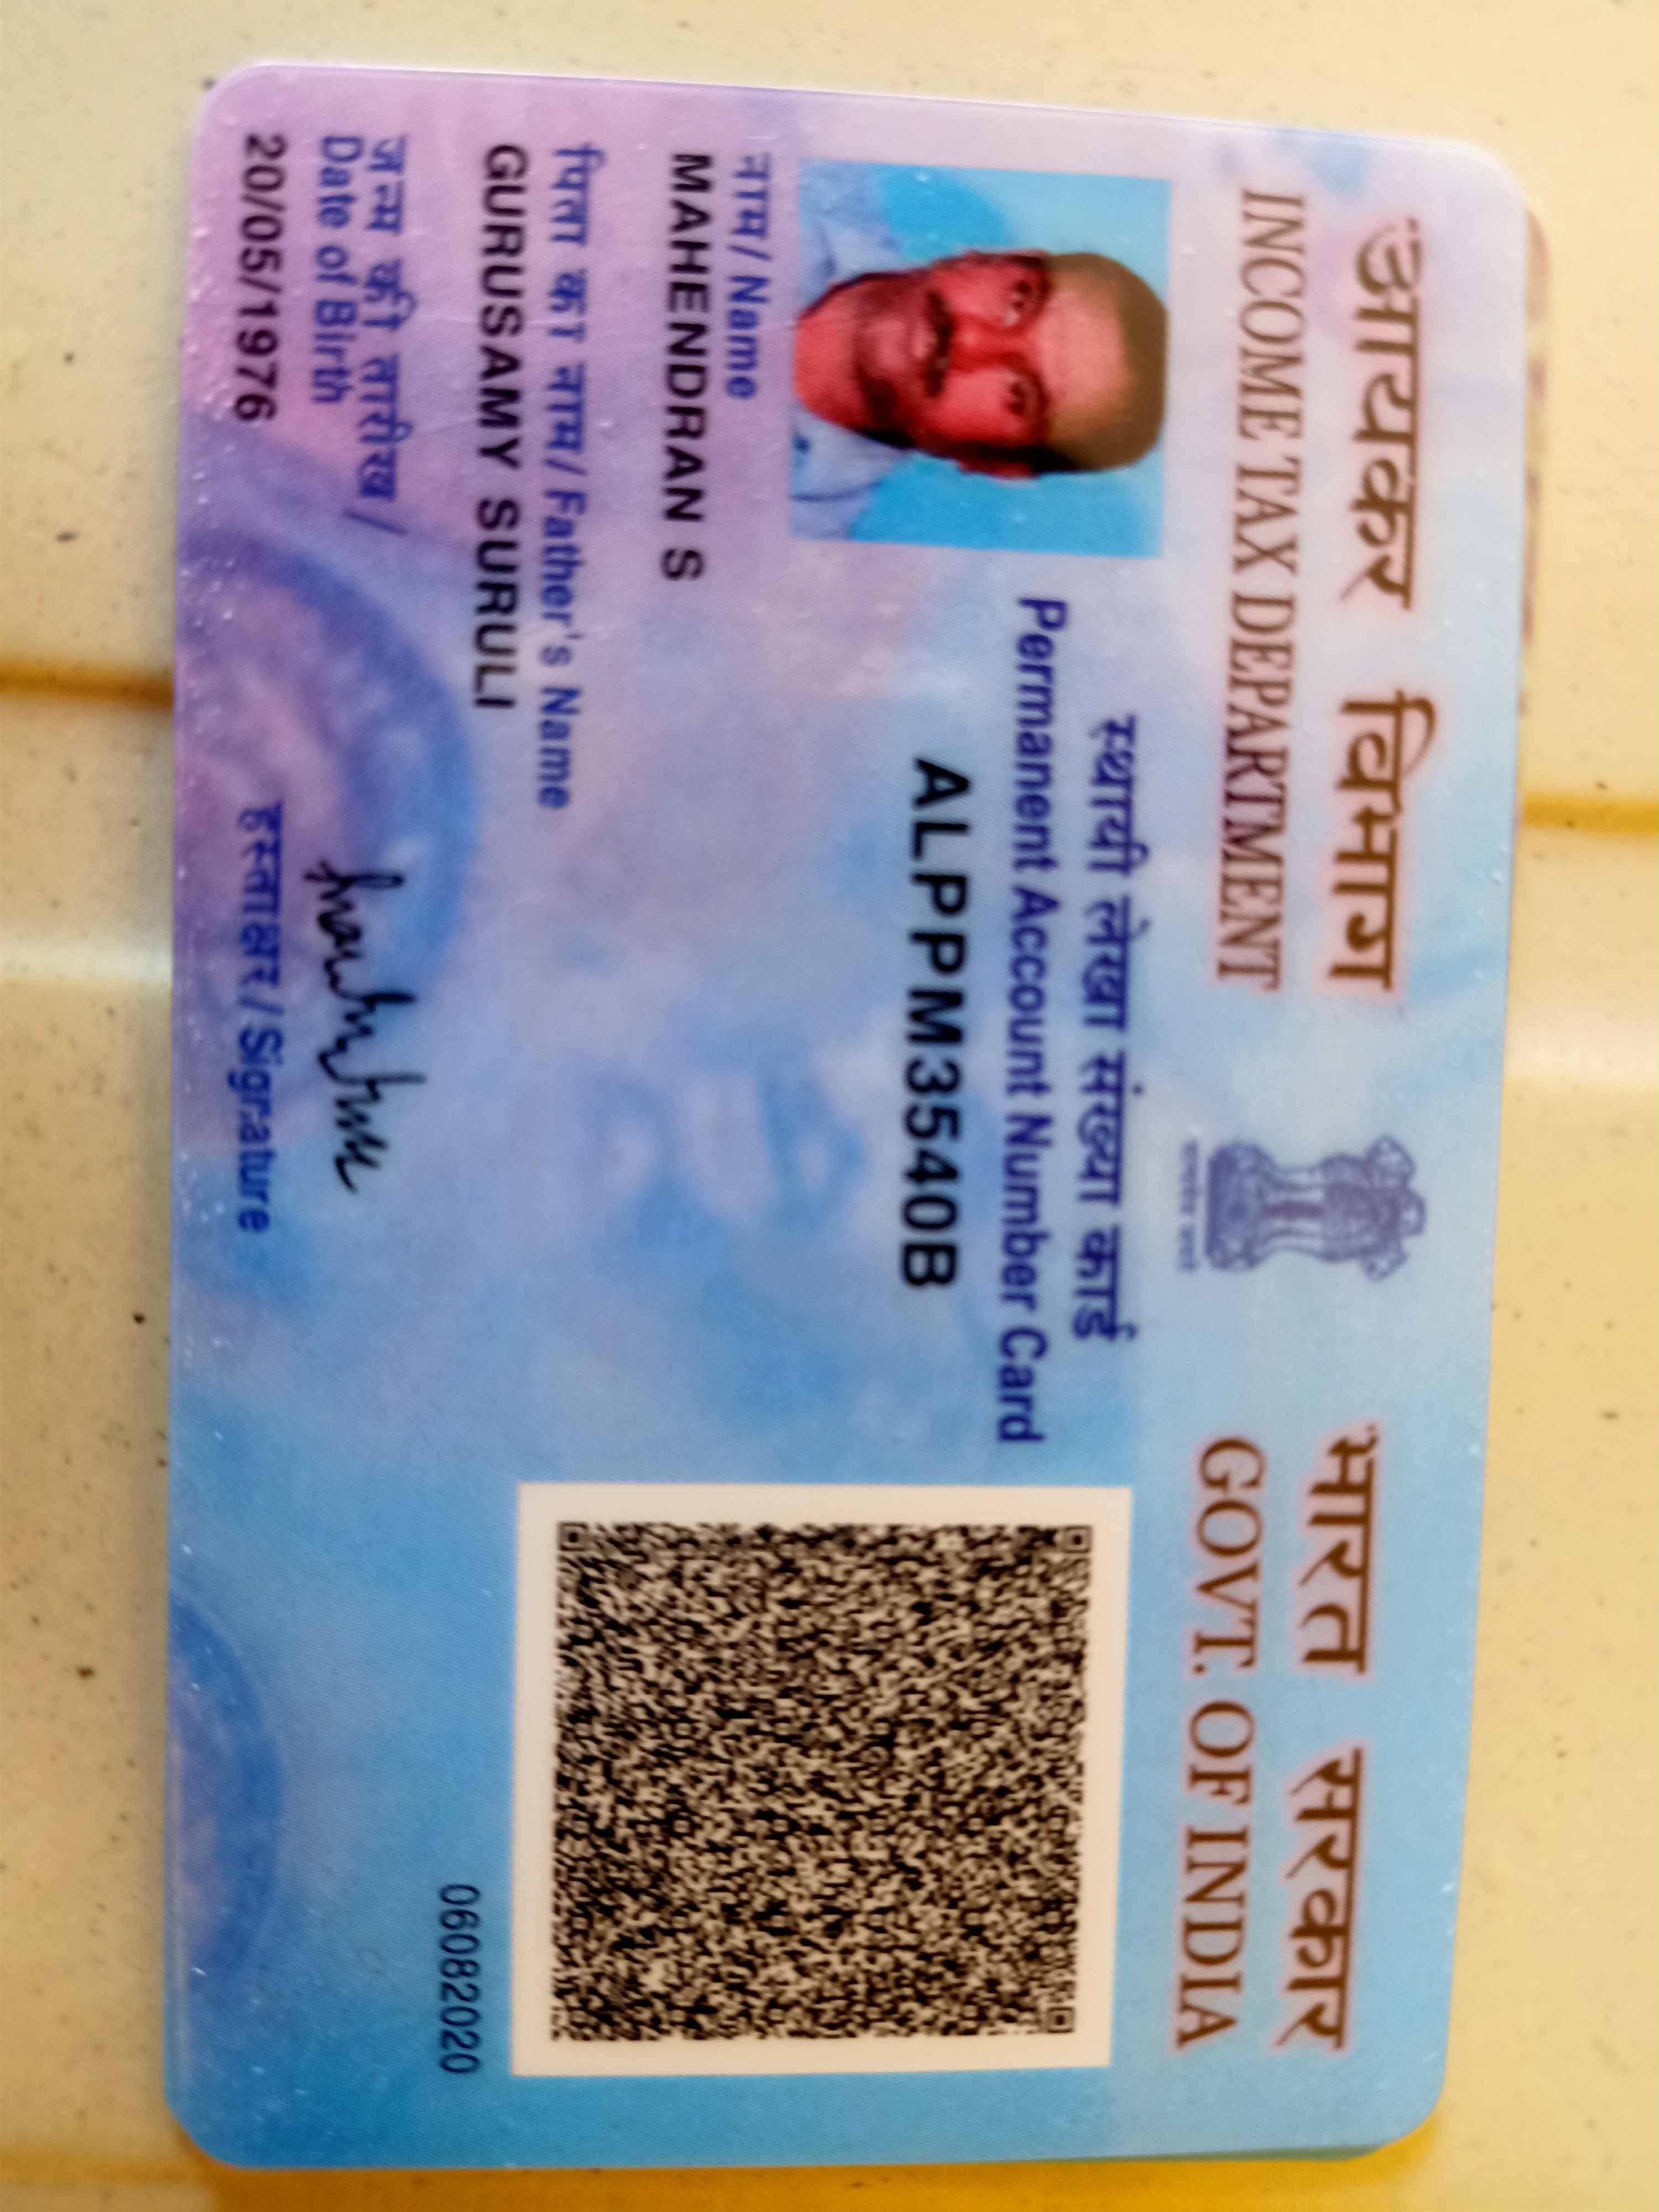 आयकर विभाग
INCOME TAX DEPARTMENT
भारत सरकार
GOVT. OF INDIA
स्थायी लेखा संख्या कार्ड
Permanent Account Number Card
ALPPM3540B
नाम / Name
MAHENDRAN S
पिता का नाम / Father's Name
GURUSAMY SURULI
जन्म की तारीख /
Date of Birth
20/05/1976
हस्ताक्षर / Signature
06082020